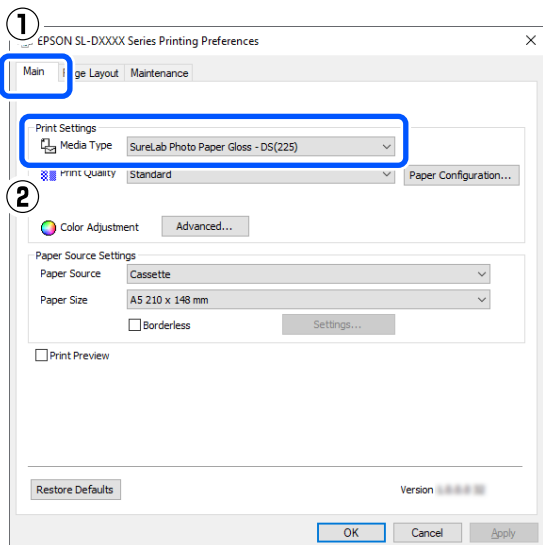 ①
EPSON SL-DXXXX Series Printing Preferences
Main Page Layout Maintenance
Print Settings
Media Type SureLab Photo Paper Gloss - DS(225)
②
Print Quality Standard Paper Configuration...
Color Adjustment Advanced...
Paper Source Settings
Paper Source Cassette
Paper Size A5 210 x 148 mm
Borderless Settings...
Print Preview
Restore Defaults Version
OK Cancel Apply